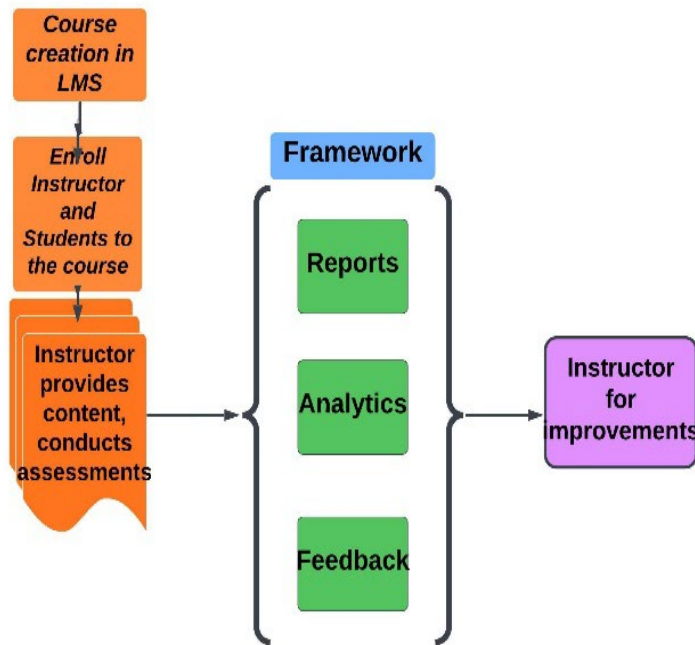 Course
creation in
LMS
Enroll
Instructor
and
Students to
the course
Instructor
provides
content,
conducts
assessments
Framework
Reports
Analytics
Feedback
Instructor
for
improvements